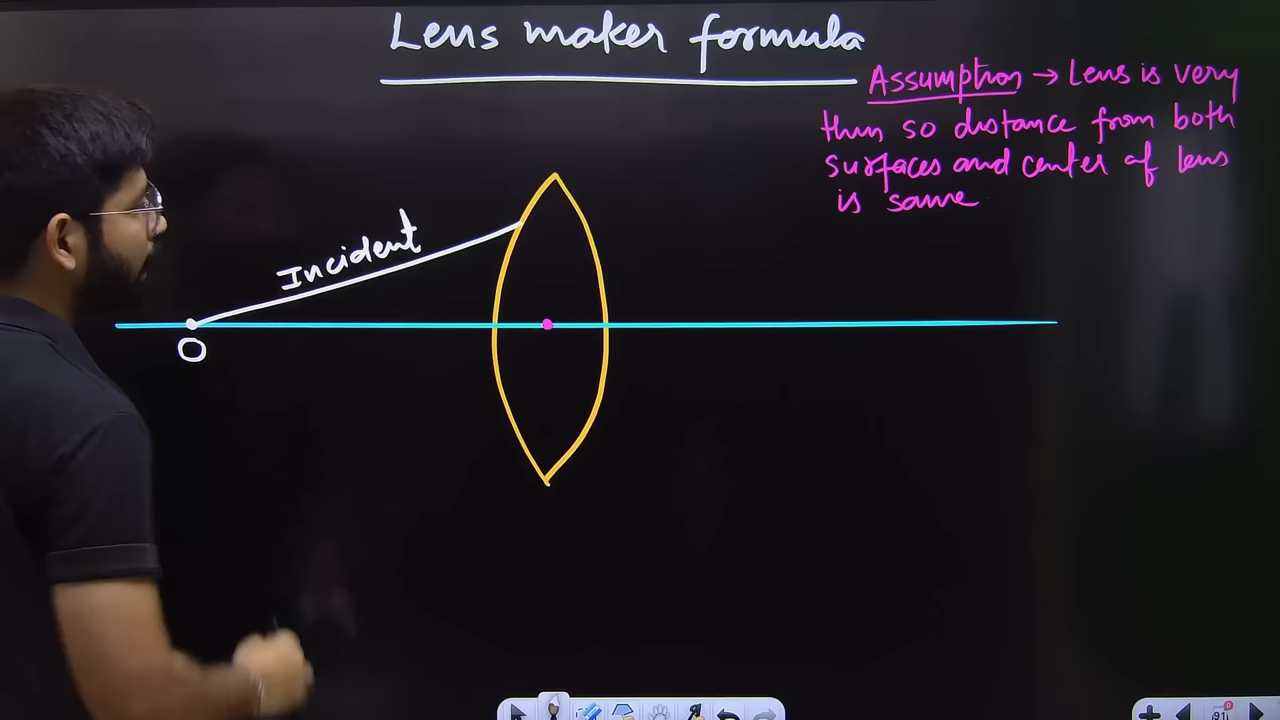 Lens maker formula
Assumption → Lens is very
thin so distance from both
surfaces and center of lens
is same
Incident
O
91